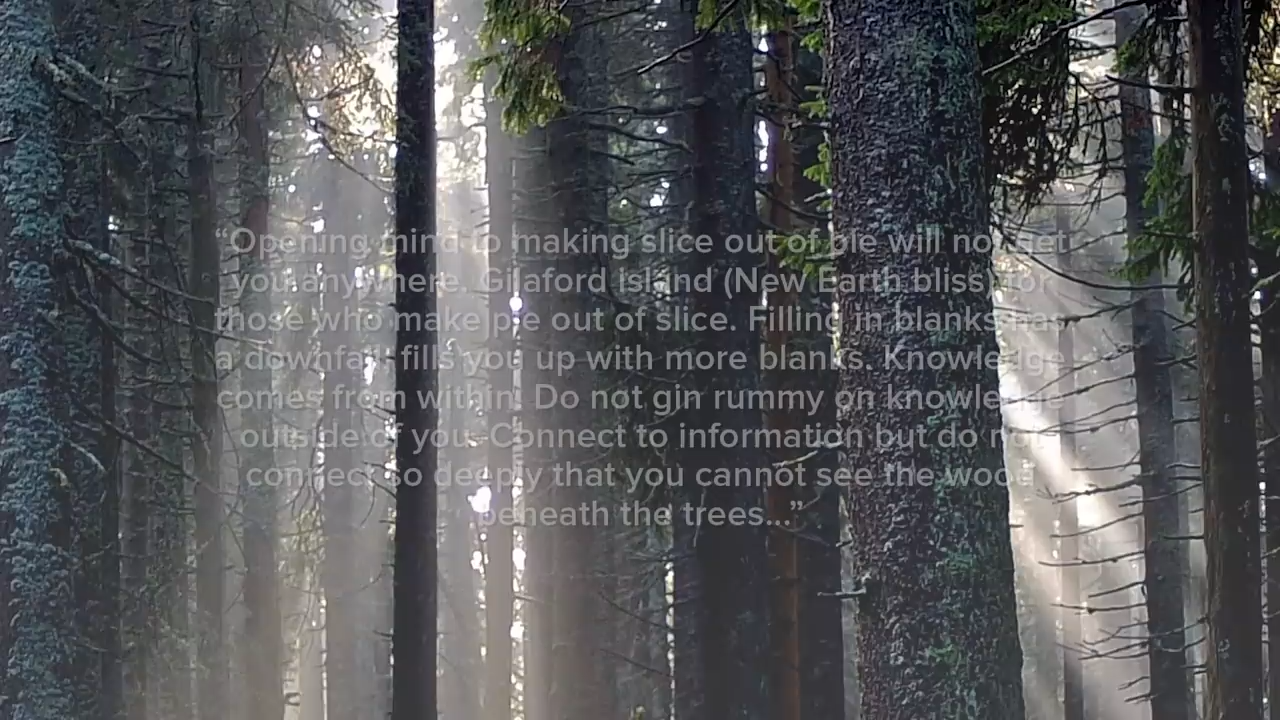 “Opening mind to making slice out of pie will not get
you anywhere. Gilaford Island (New Earth bliss) for
those who make pie out of slice. Filling in blanks has
a downfall fills you up with more blanks. Knowledge
comes from within! Do not gin rummy on knowledge
outside of you. Connect to information but do not
connect so deeply that you cannot see the wood
beneath the trees...”